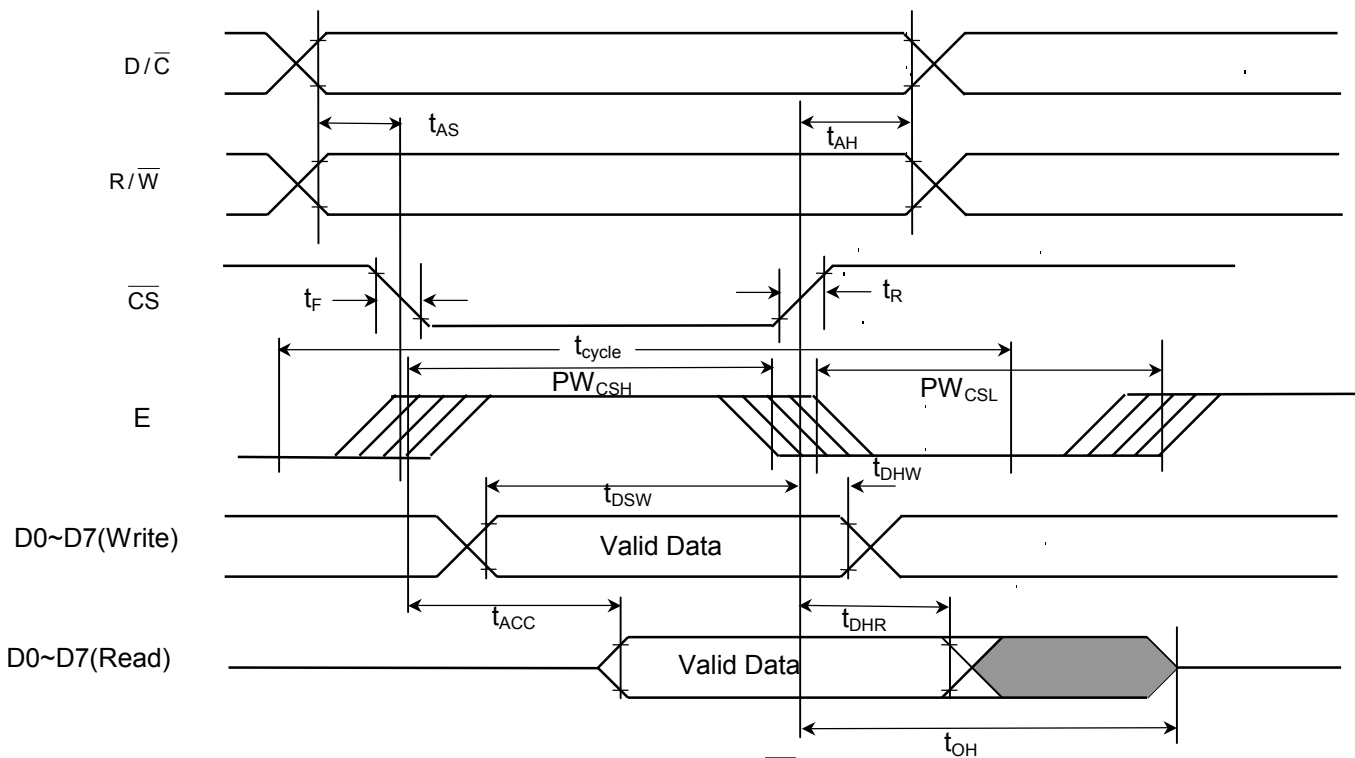 D/C̅
t_AS
t_AH
R/W̅
C̅S̅
t_F
t_R
t_cycle
PW_CSH
PW_CSL
E
t_DHW
t_DSW
D0~D7(Write)
Valid Data
t_ACC
t_DHR
D0~D7(Read)
Valid Data
t_OH